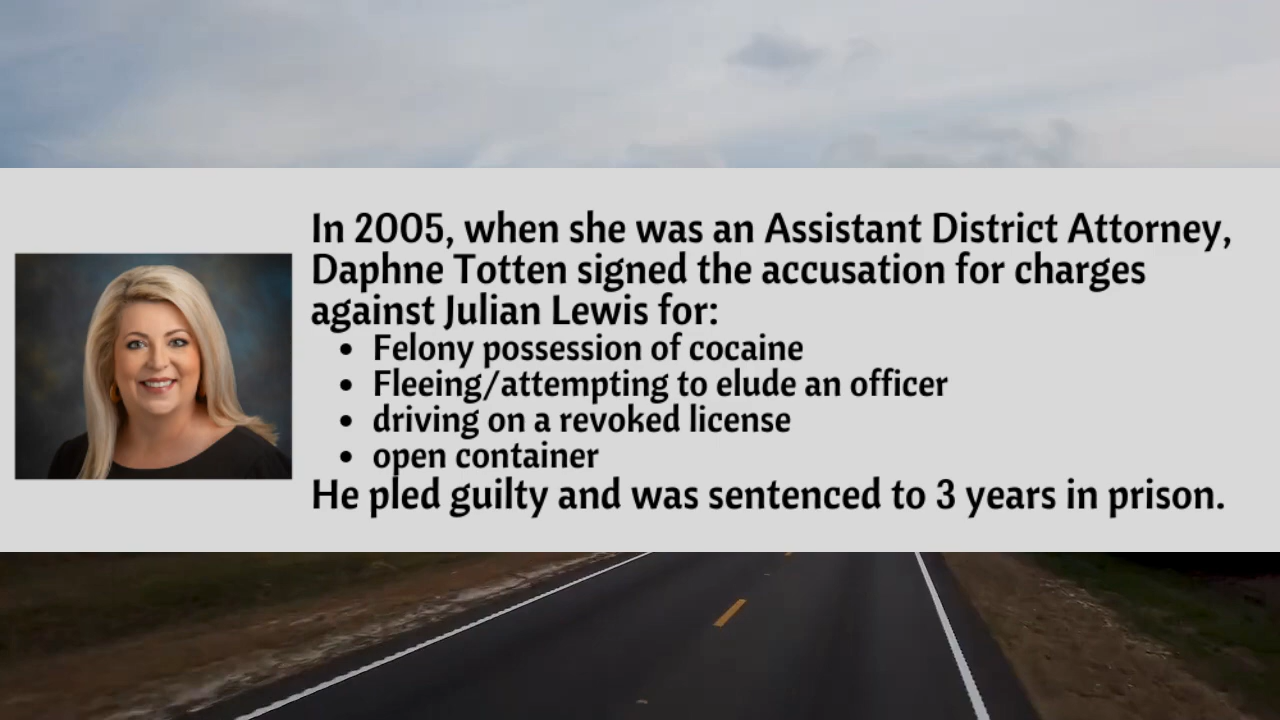 In 2005, when she was an Assistant District Attorney,
Daphne Totten signed the accusation for charges
against Julian Lewis for:
• Felony possession of cocaine
• Fleeing/attempting to elude an officer
• driving on a revoked license
• open container
He pled guilty and was sentenced to 3 years in prison.